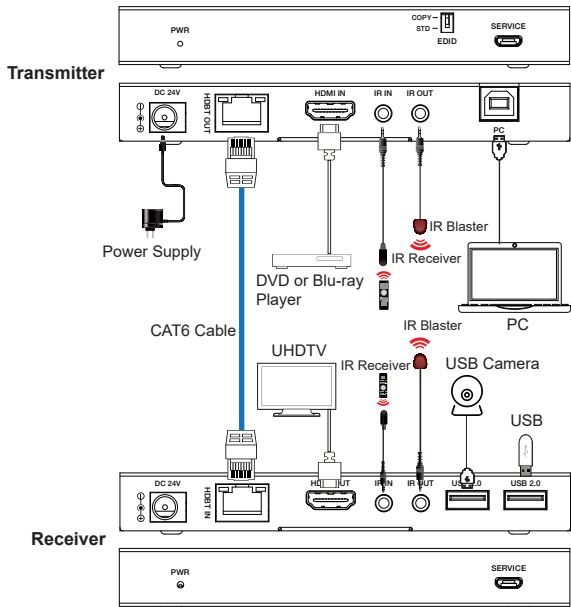 COPY
STD
EDID
PWR
SERVICE
Transmitter
DC 24V
HDBT OUT
HDMI IN
IR IN
IR OUT
PC
Power Supply
IR Blaster
IR Receiver
DVD or Blu-ray
Player
PC
CAT6 Cable
IR Blaster
UHDTV
IR Receiver
USB Camera
USB
DC 24V
HDBT IN
IR IN
USB 2.0
Receiver
PWR
SERVICE